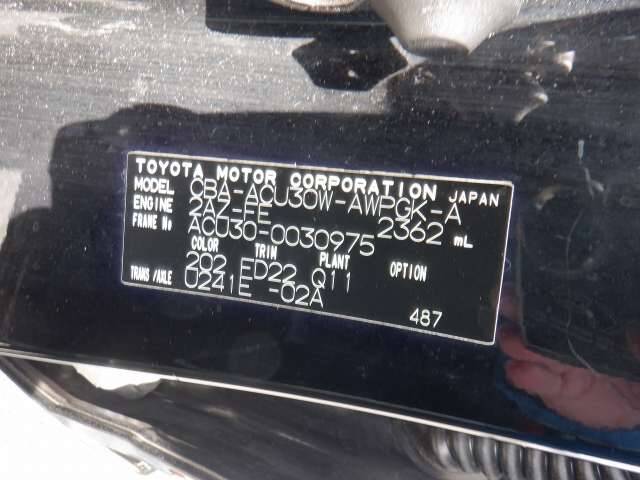 TOYOTA MOTOR CORPORATION JAPAN
MODEL CBA-ACU30W-AWPGK-A
ENGINE 2AZ-FE 2362 mL
FRAME No ACU30-0030975
COLOR TRIM PLANT OPTION
202 ED22 Q11
TRANS/AXLE U241E -02A
487